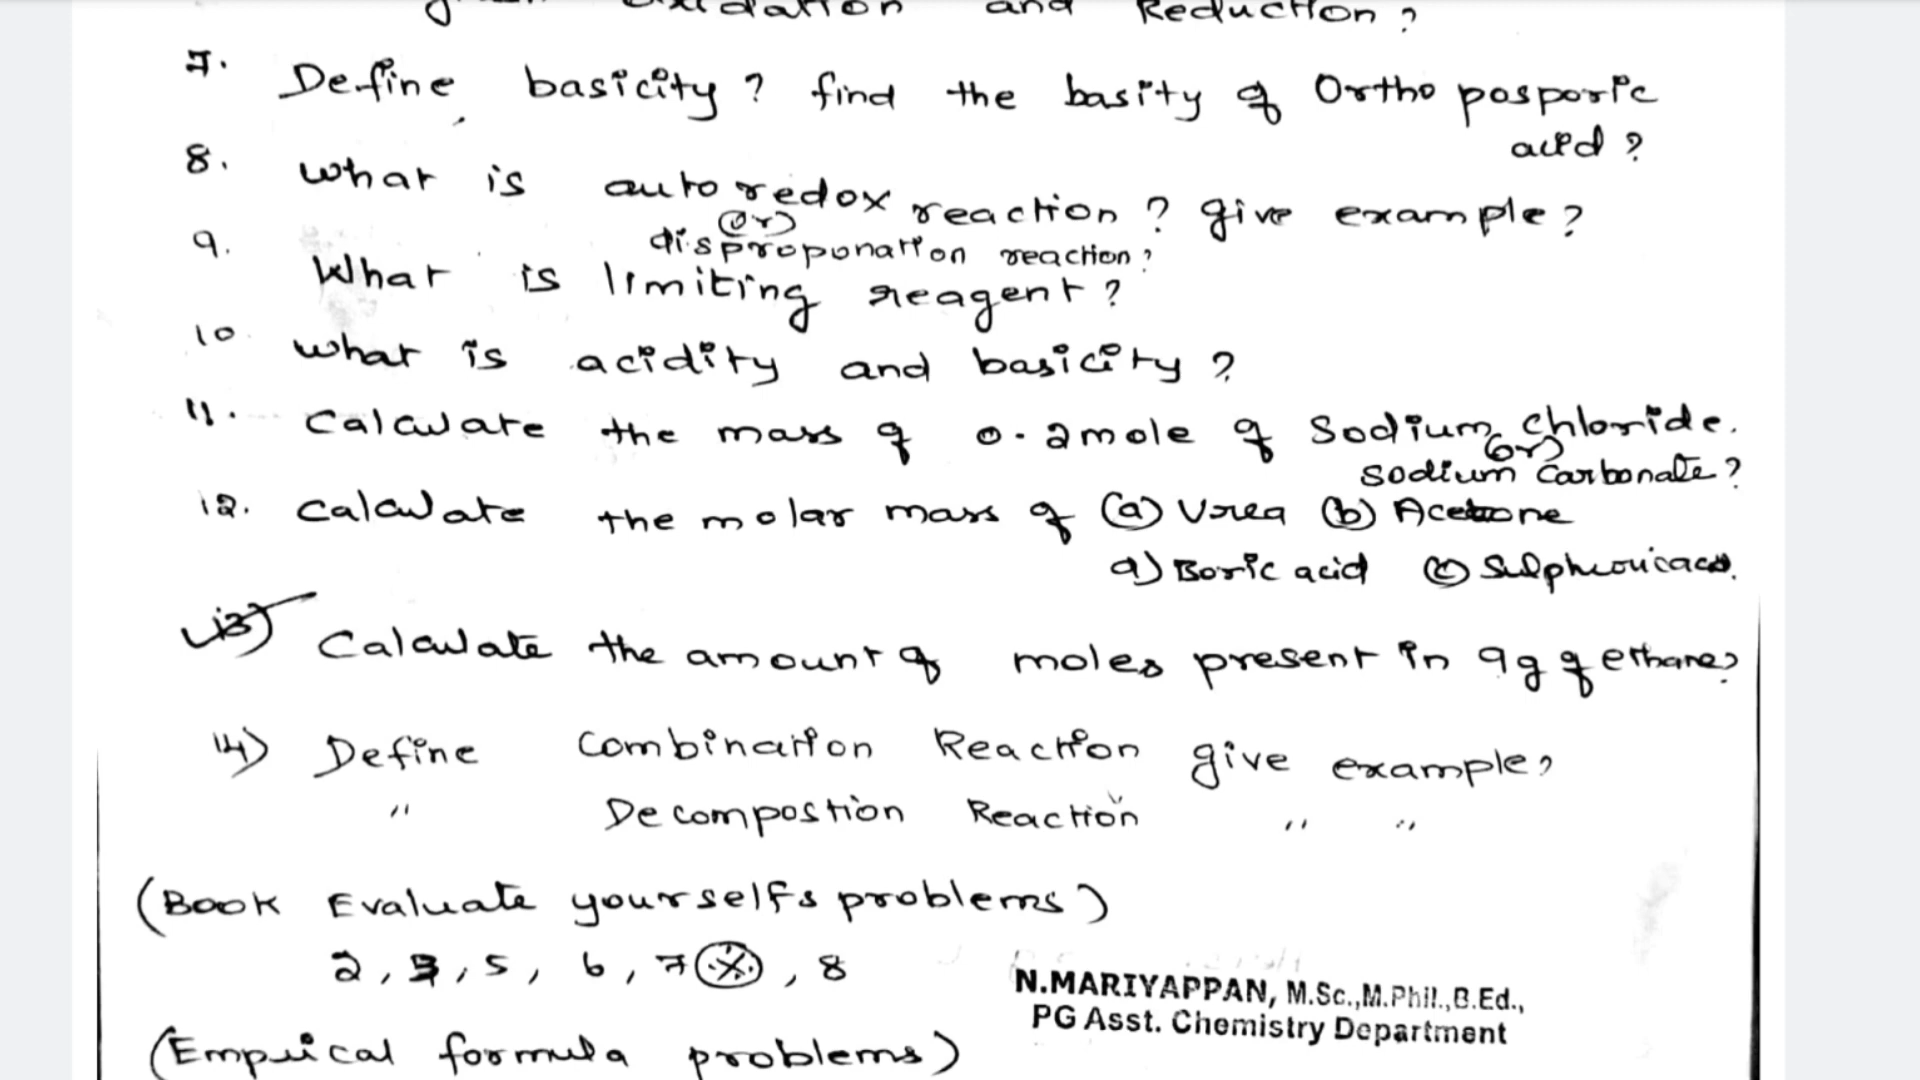 and Reduction?
7. Define basicity? find the basity of Ortho posporic
acid?
8. What is auto redox reaction? give example?
(or)
disproponation reaction?
9. What is limiting reagent?
10 what is acidity and basicity?
11. Calculate the mass of 0.2mole of Sodium Chloride.
(or)
Sodium Carbonate?
12. Calculate the molar mass of (a) Urea (b) Acetone
a) Boric acid (c)
13) Calculate the amount of moles present in 9g of ethane?
14) Define Combination Reaction give example?
" Decompostion Reaction " "
(Book Evaluate yourselfs problems)
2, 3, 5, 6, 7 , 8
N.MARIYAPPAN, M.Sc.,M.Phil.,B.Ed.,
PG Asst. Chemistry Department
(Empirical formula problems)